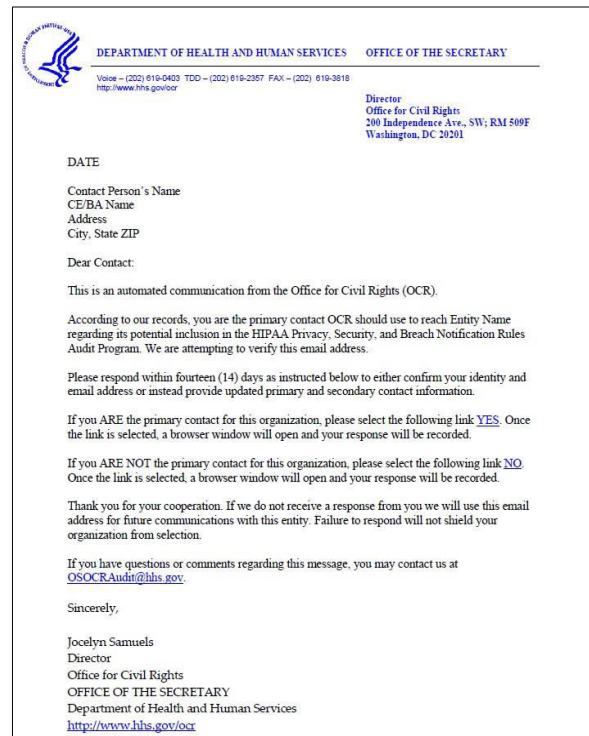 DEPARTMENT OF HEALTH AND HUMAN SERVICES OFFICE OF THE SECRETARY
Voice – (202) 619-0403 TDD – (202) 619-2357 FAX – (202) 619-3818
http://www.hhs.gov/ocr
Director
Office for Civil Rights
200 Independence Ave., SW; RM 509F
Washington, DC 20201
DATE
Contact Person's Name
CE/BA Name
Address
City, State ZIP
Dear Contact:
This is an automated communication from the Office for Civil Rights (OCR).
According to our records, you are the primary contact OCR should use to reach Entity Name
regarding its potential inclusion in the HIPAA Privacy, Security, and Breach Notification Rules
Audit Program. We are attempting to verify this email address.
Please respond within fourteen (14) days as instructed below to either confirm your identity and
email address or instead provide updated primary and secondary contact information.
If you ARE the primary contact for this organization, please select the following link YES. Once
the link is selected, a browser window will open and your response will be recorded.
If you ARE NOT the primary contact for this organization, please select the following link NO.
Once the link is selected, a browser window will open and your response will be recorded.
Thank you for your cooperation. If we do not receive a response from you we will use this email
address for future communications with this entity. Failure to respond will not shield your
organization from selection.
If you have questions or comments regarding this message, you may contact us at
OSOCRAudit@hhs.gov.
Sincerely,
Jocelyn Samuels
Director
Office for Civil Rights
OFFICE OF THE SECRETARY
Department of Health and Human Services
http://www.hhs.gov/ocr